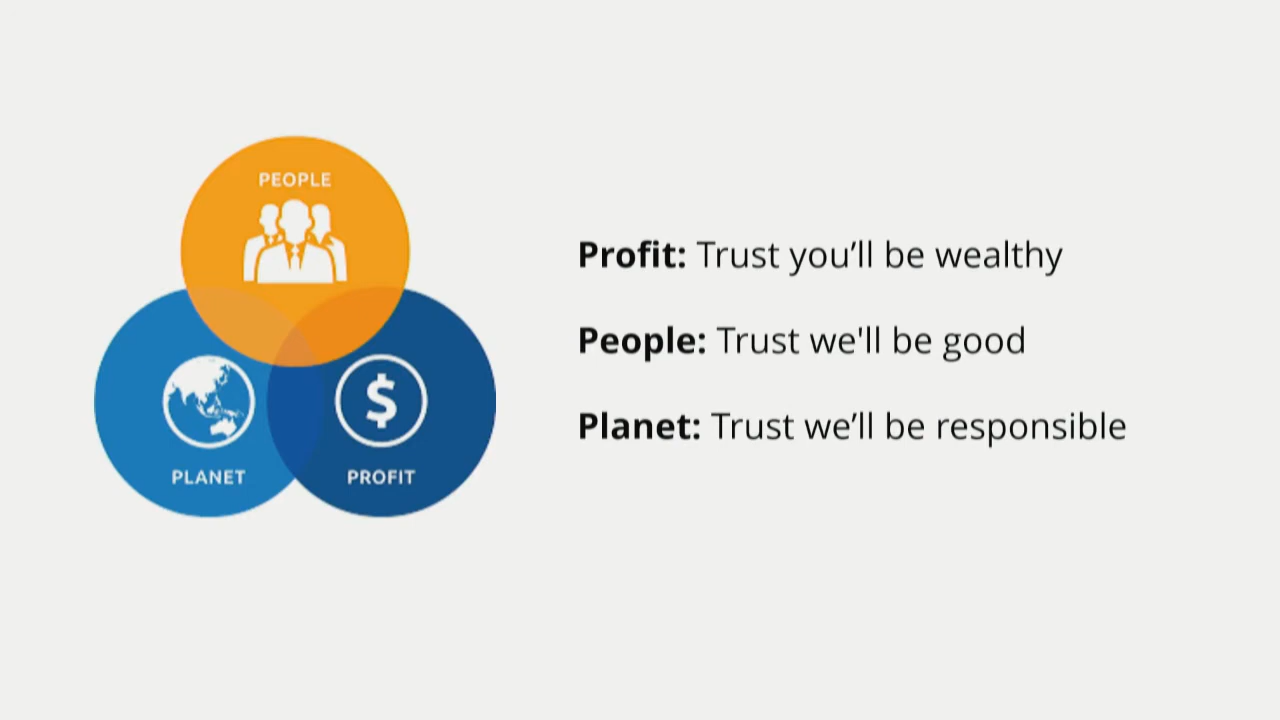 PEOPLE
PLANET
$
PROFIT
Profit: Trust you’ll be wealthy
People: Trust we'll be good
Planet: Trust we’ll be responsible